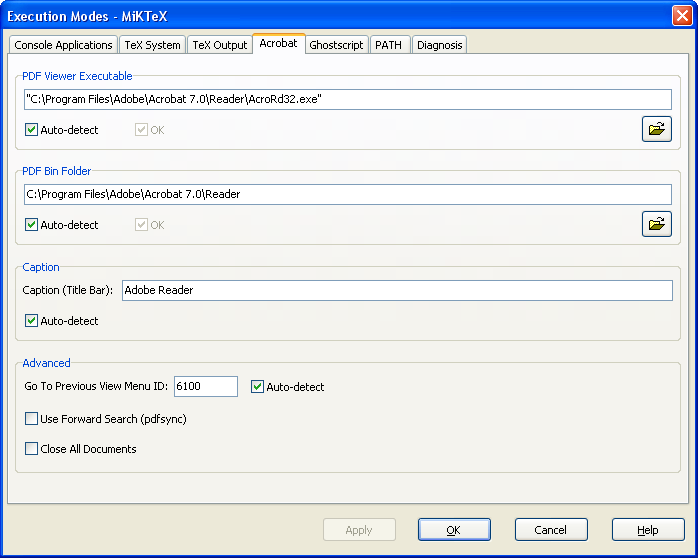 Execution Modes - MiKTeX
Console Applications TeX System TeX Output Acrobat Ghostscript PATH Diagnosis
PDF Viewer Executable
"C:\Program Files\Adobe\Acrobat 7.0\Reader\AcroRd32.exe"
Auto-detect OK
PDF Bin Folder
C:\Program Files\Adobe\Acrobat 7.0\Reader
Auto-detect OK
Caption
Caption (Title Bar): Adobe Reader
Auto-detect
Advanced
Go To Previous View Menu ID: 6100 Auto-detect
Use Forward Search (pdfsync)
Close All Documents
Apply OK Cancel Help